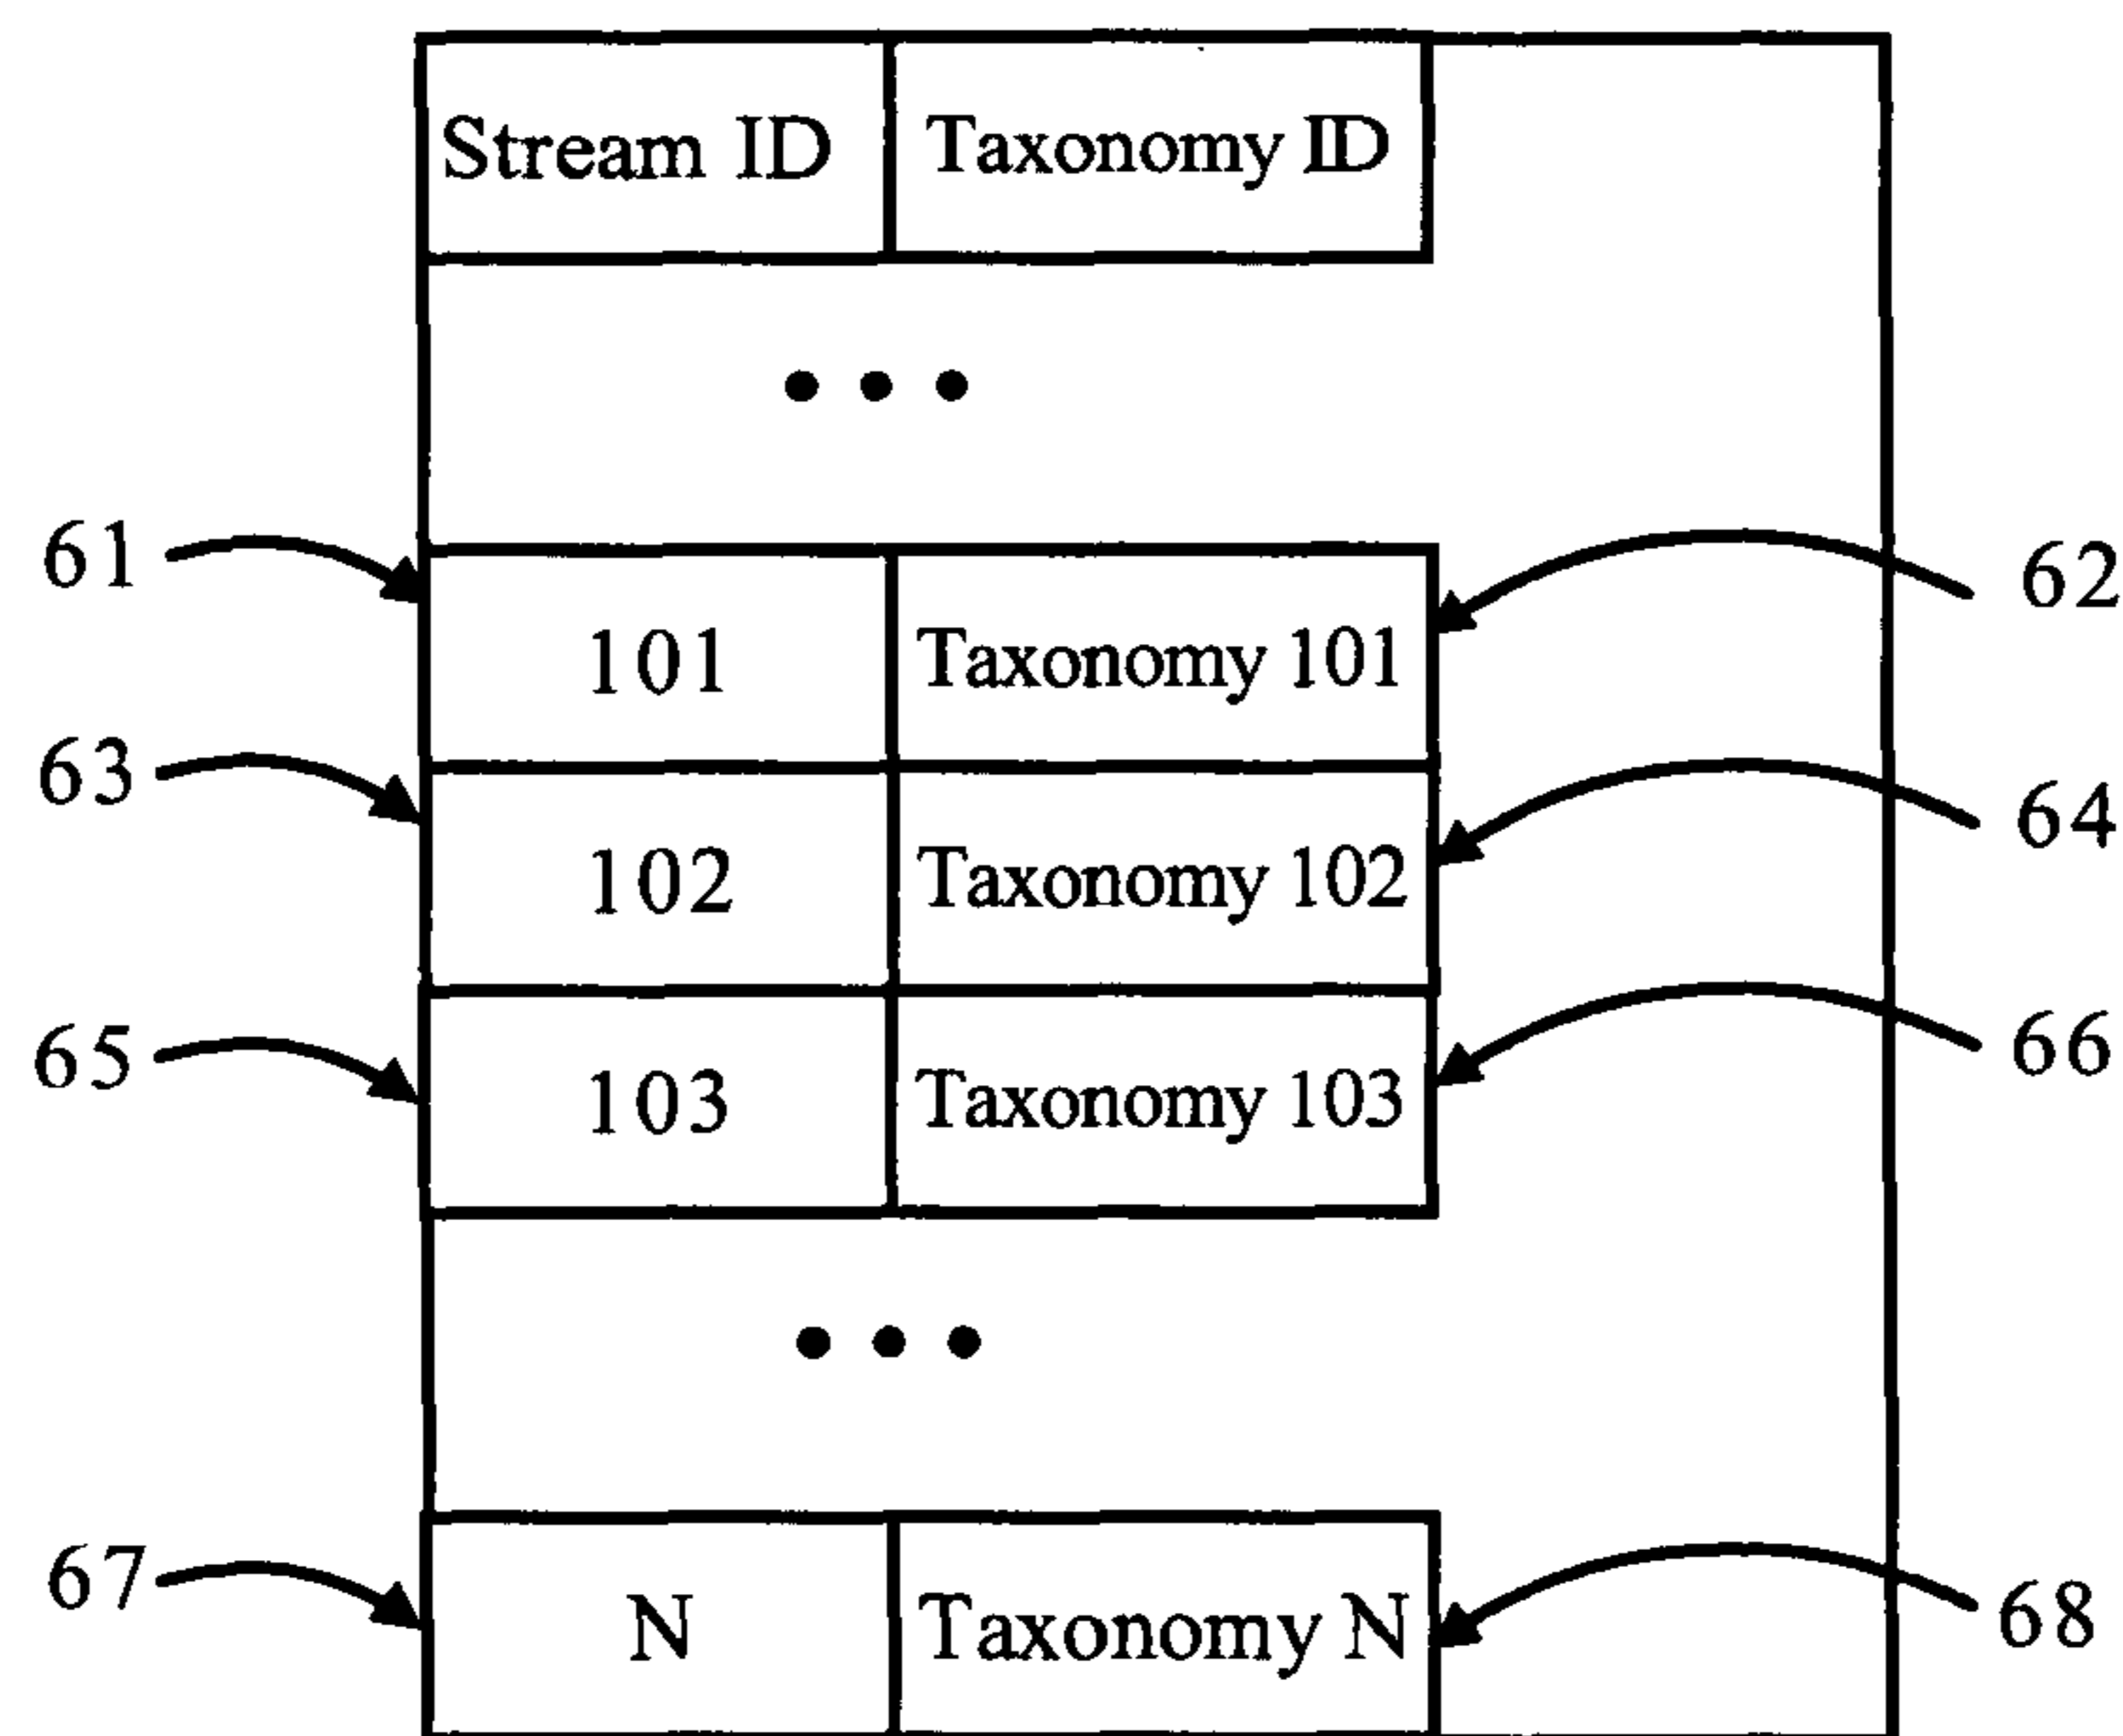 Stream ID Taxonomy ID
• • •
61 62
101 Taxonomy 101
63 64
102 Taxonomy 102
65 66
103 Taxonomy 103
• • •
67 68
N Taxonomy N